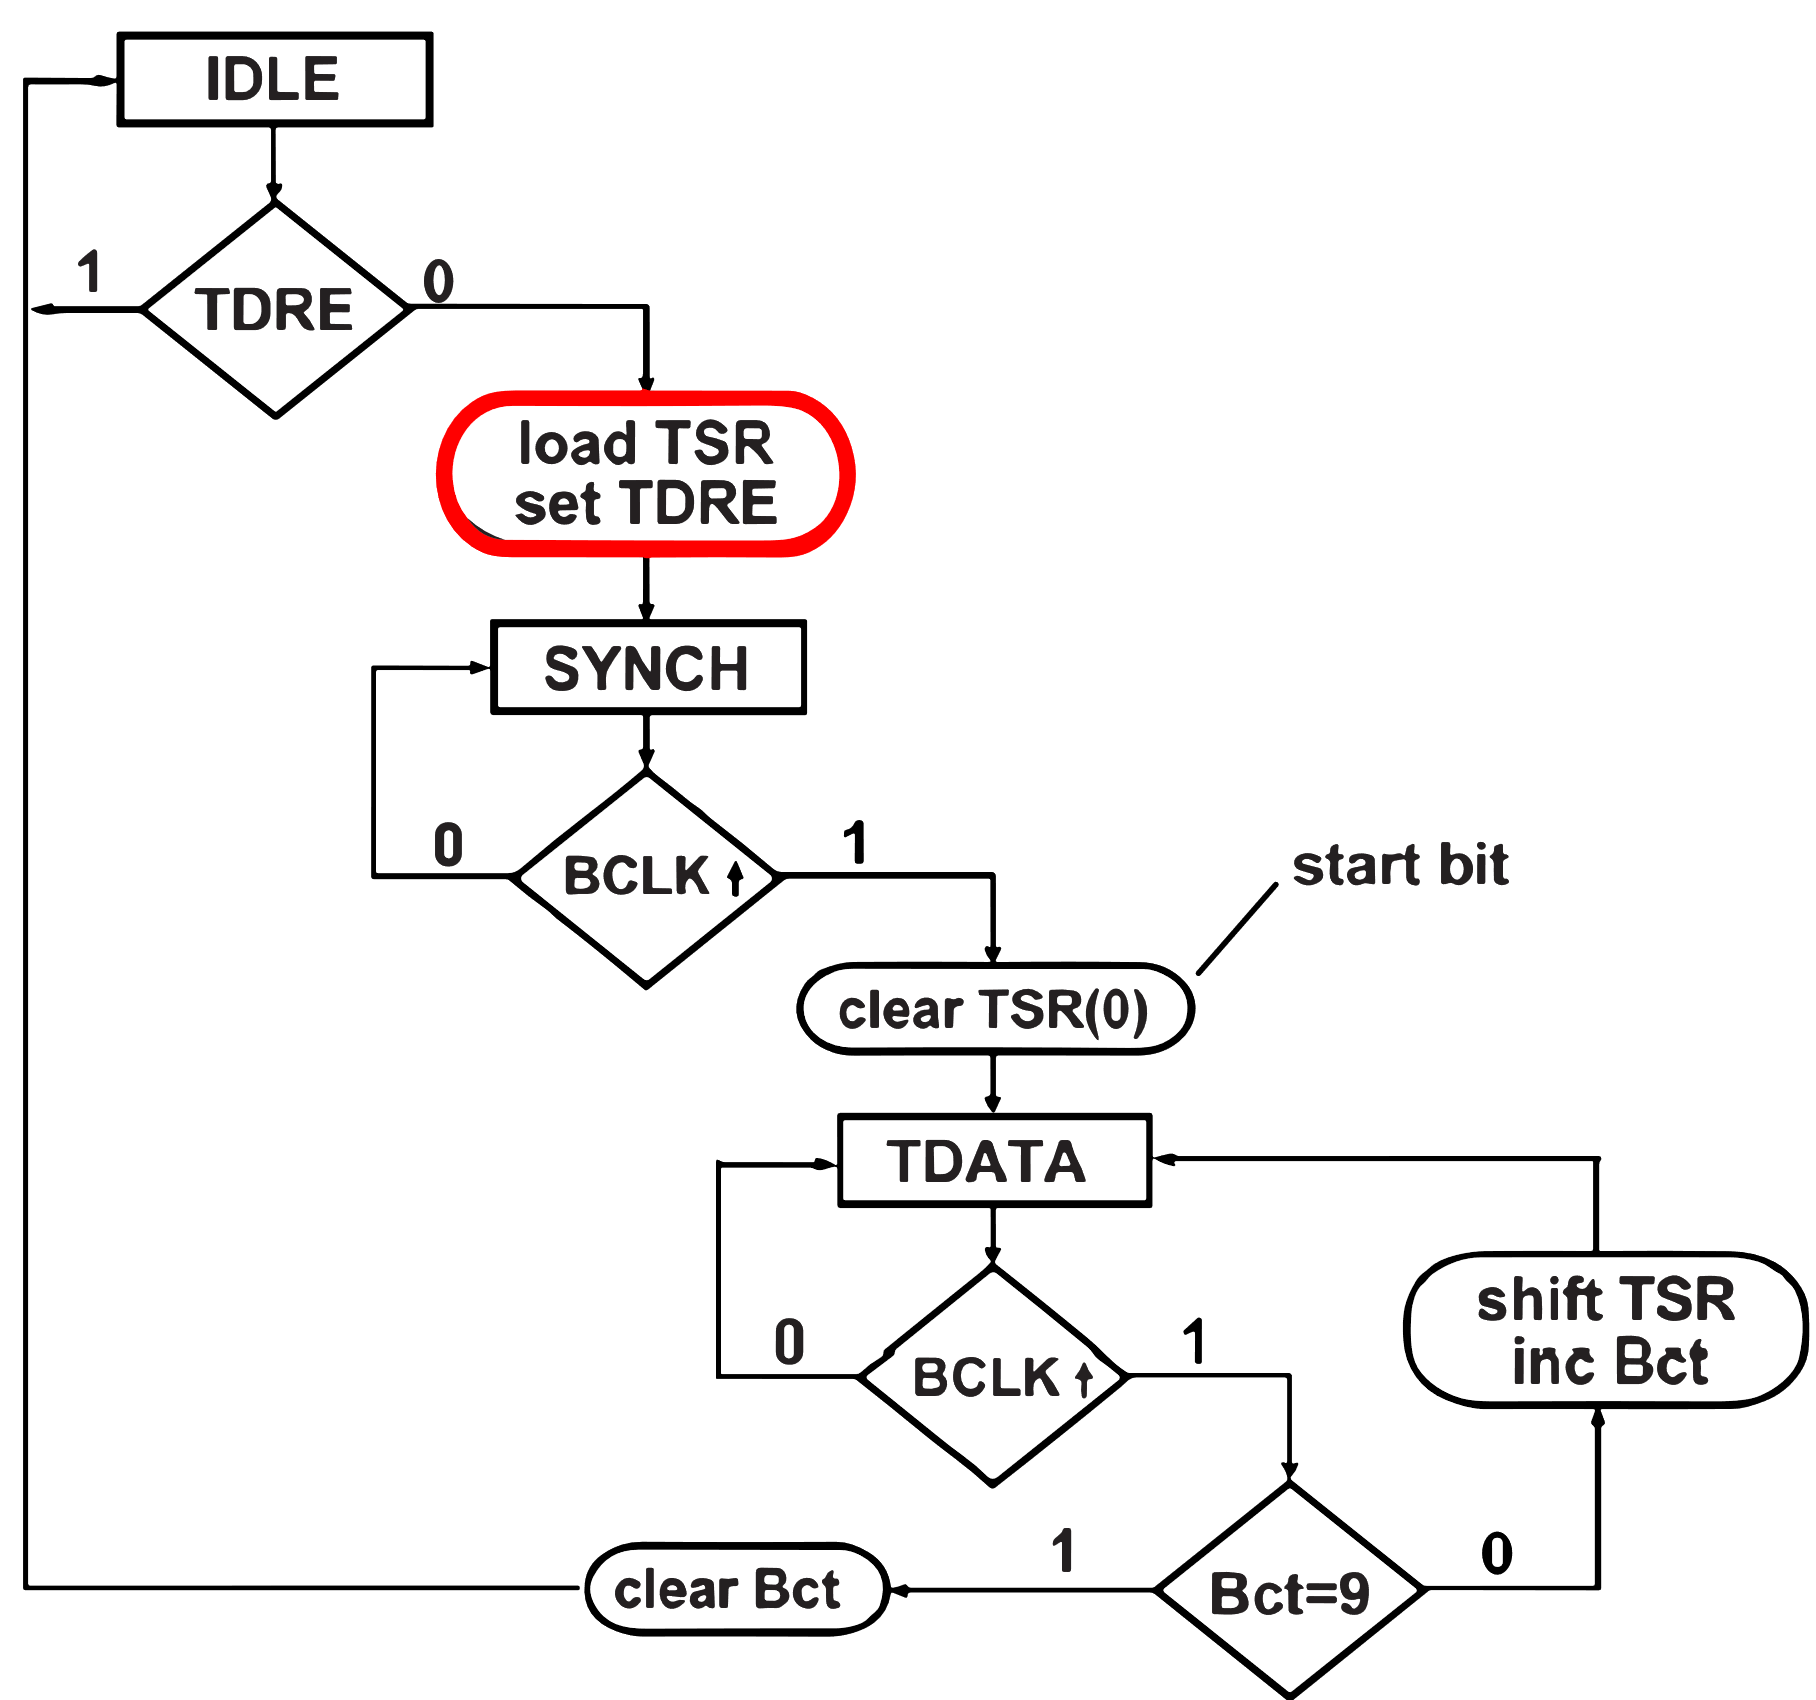 IDLE
1
0
TDRE
load TSR
set TDRE
SYNCH
0
1
BCLK ↑
start bit
clear TSR(0)
TDATA
0
1
BCLK ↑
shift TSR
inc Bct
1
0
clear Bct
Bct=9